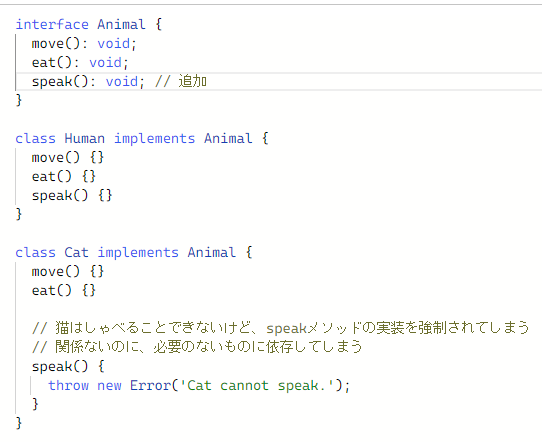 interface Animal {
move(): void;
eat(): void;
speak(): void; // 追加
}
class Human implements Animal {
move() {}
eat() {}
speak() {}
}
class Cat implements Animal {
move() {}
eat() {}
// 猫はしゃべることできないけど、speakメソッドの実装を強制されてしまう
// 関係ないのに、必要のないものに依存してしまう
speak() {
throw new Error('Cat cannot speak.');
}
}